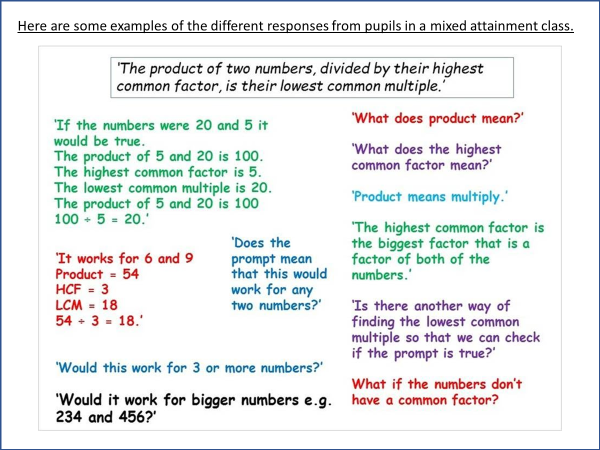 Here are some examples of the different responses from pupils in a mixed attainment class.
'The product of two numbers, divided by their highest
common factor, is their lowest common multiple.'
'If the numbers were 20 and 5 it
would be true.
The product of 5 and 20 is 100.
The highest common factor is 5.
The lowest common multiple is 20.
The product of 5 and 20 is 100
100 ÷ 5 = 20.'
'It works for 6 and 9
Product = 54
HCF = 3
LCM = 18
54 ÷ 3 = 18.'
'Does the
prompt mean
that this would
work for any
two numbers?'
'Would this work for 3 or more numbers?'
'Would it work for bigger numbers e.g.
234 and 456?'
'What does product mean?'
'What does the highest
common factor mean?'
'Product means multiply.'
'The highest common factor is
the biggest factor that is a
factor of both of the
numbers.'
'Is there another way of
finding the lowest common
multiple so that we can check
if the prompt is true?'
What if the numbers don't
have a common factor?